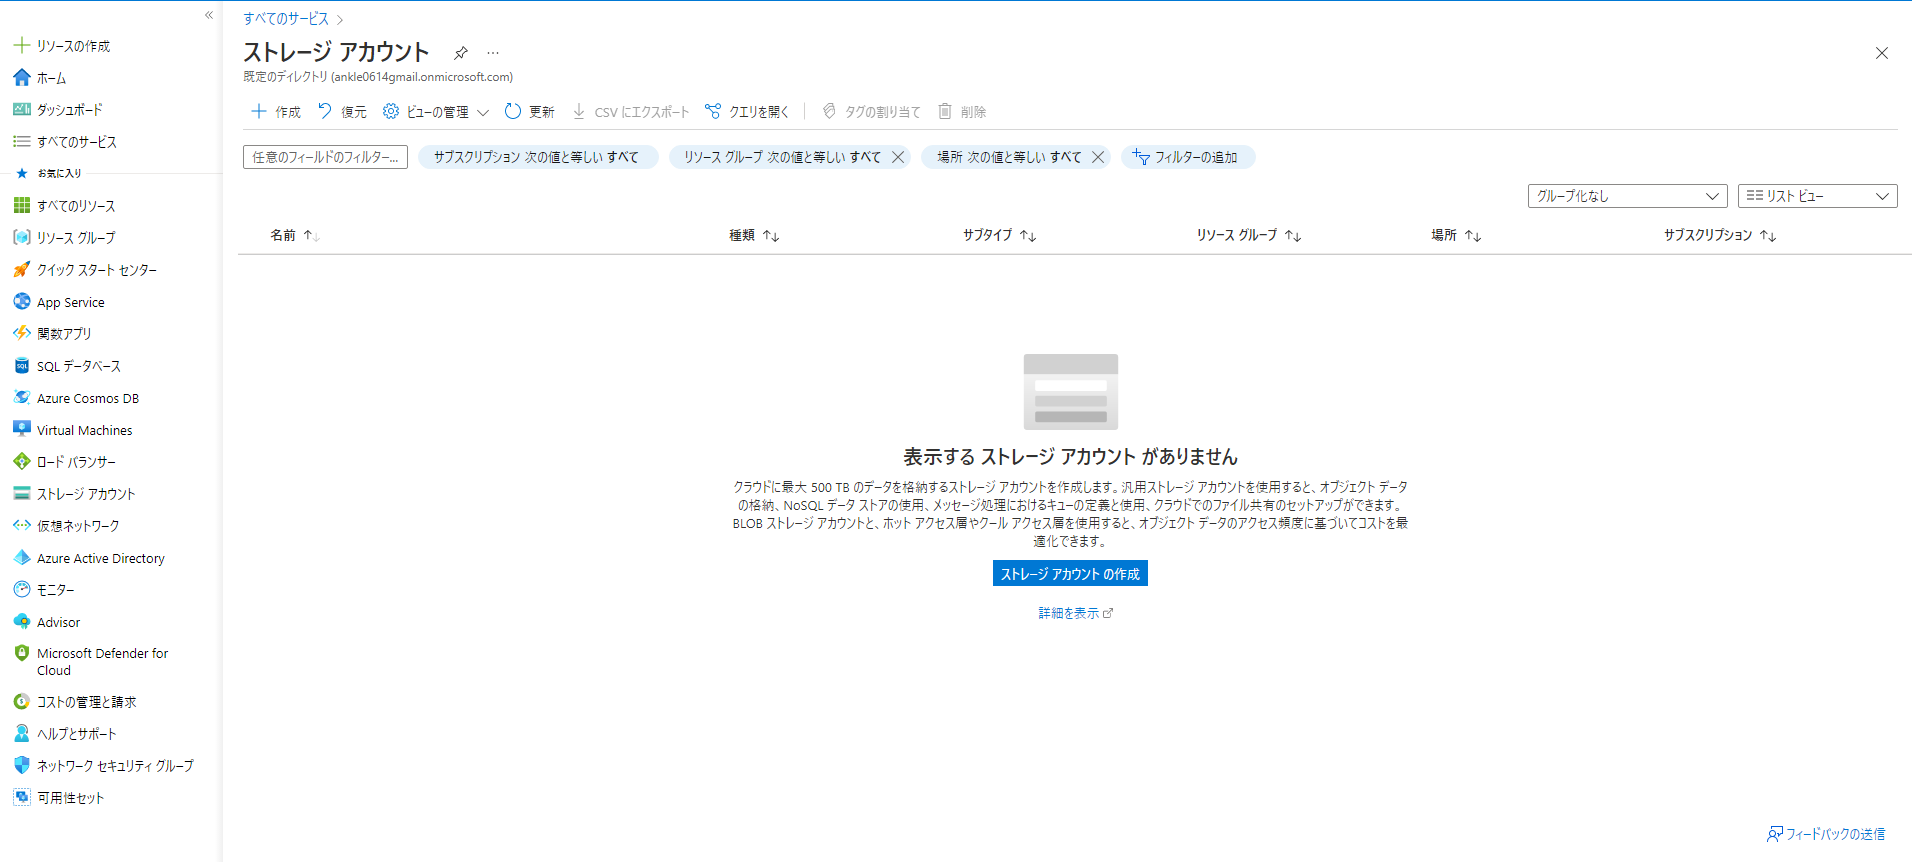 すべてのサービス
ストレージ アカウント
既定のディレクトリ (ankle0614gmail.onmicrosoft.com)
作成 復元 ビューの管理 更新 CSV にエクスポート クエリを開く タグの割り当て 削除
任意のフィールドのフィルター... サブスクリプション 次の値と等しい すべて リソース グループ 次の値と等しい すべて 場所 次の値と等しい すべて フィルターの追加
グループ化なし リスト ビュー
名前 種類 サブタイプ リソース グループ 場所 サブスクリプション
表示する ストレージ アカウント がありません
クラウドに最大 500 TB のデータを格納するストレージ アカウントを作成します。汎用ストレージ アカウントを使用すると、オブジェクト データ
の格納、NoSQL データ ストアの使用、メッセージ処理におけるキューの定義と使用、クラウドでのファイル共有のセットアップができます。
BLOB ストレージ アカウントと、ホット アクセス層やクール アクセス層を使用すると、オブジェクト データのアクセス頻度に基づいてコストを最
適化できます。
ストレージ アカウント の作成
詳細を表示
フィードバックの送信
リソースの作成
ホーム
ダッシュボード
すべてのサービス
お気に入り
すべてのリソース
リソース グループ
クイック スタート センター
App Service
関数アプリ
SQL データベース
Azure Cosmos DB
Virtual Machines
ロード バランサー
ストレージ アカウント
仮想ネットワーク
Azure Active Directory
モニター
Advisor
Microsoft Defender for
Cloud
コストの管理と請求
ヘルプとサポート
ネットワーク セキュリティ グループ
可用性セット